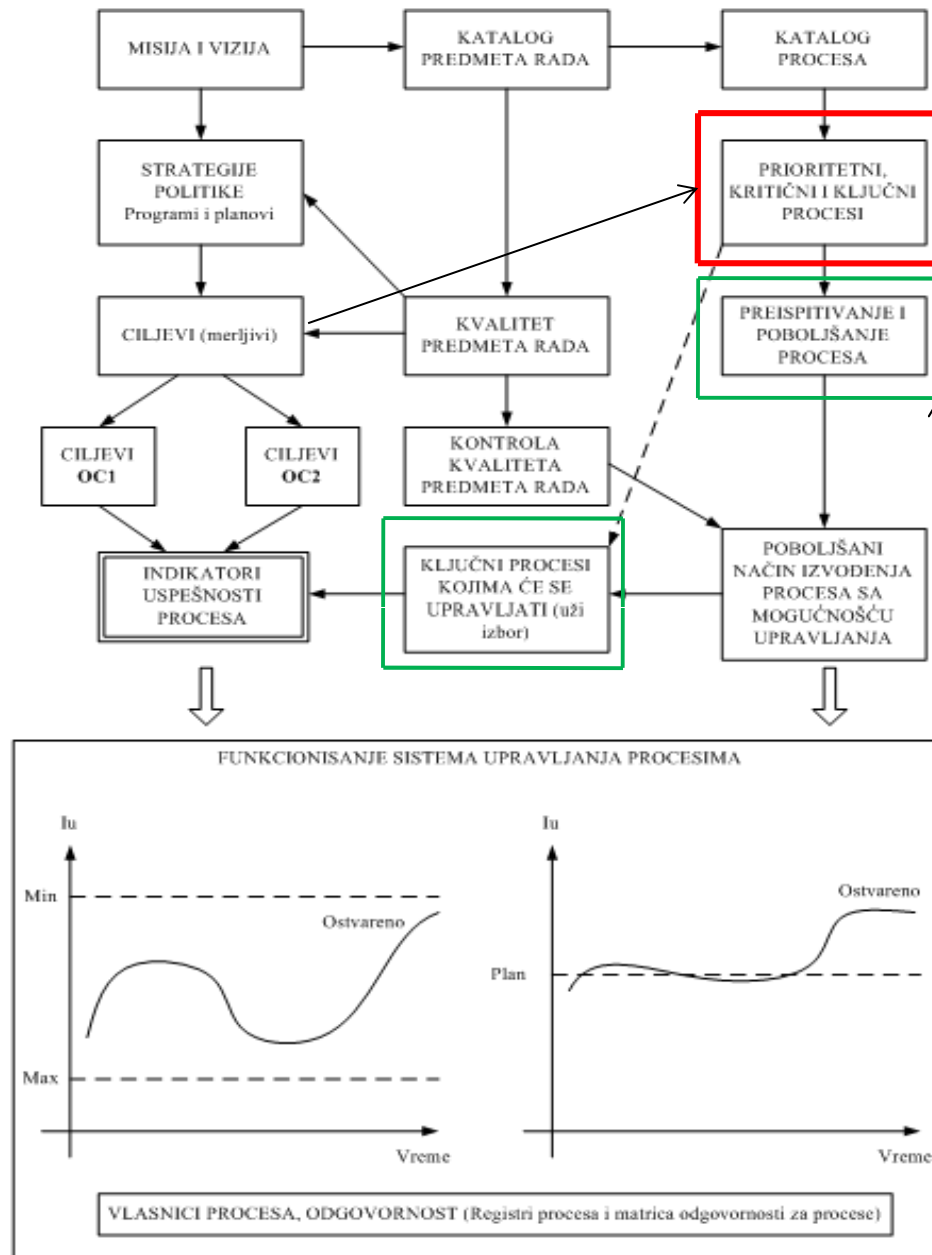 MISIJA I VIZIJA
KATALOG
PREDMETA RADA
KATALOG
PROCESA
STRATEGIJE
POLITIKE
Programi i planovi
PRIORITETNI,
KRITIČNI I KLJUČNI
PROCESI
CILJEVI (merljivi)
KVALITET
PREDMETA RADA
PREISPITIVANJE I
POBOLJŠANJE
PROCESA
CILJEVI
OC1
CILJEVI
OC2
KONTROLA
KVALITETA
PREDMETA RADA
INDIKATORI
USPEŠNOSTI
PROCESA
KLJUČNI PROCESI
KOJIMA ĆE SE
UPRAVLJATI (uži
izbor)
POBOLJŠANI
NAČIN IZVOĐENJA
PROCESA SA
MOGUĆNOŠĆU
UPRAVLJANJA
FUNKCIONISANJE SISTEMA UPRAVLJANJA PROCESIMA
Iu
Min
Ostvareno
Max
Vreme
Iu
Ostvareno
Plan
Vreme
VLASNICI PROCESA, ODGOVORNOST (Registri procesa i matrica odgovornosti za procese)